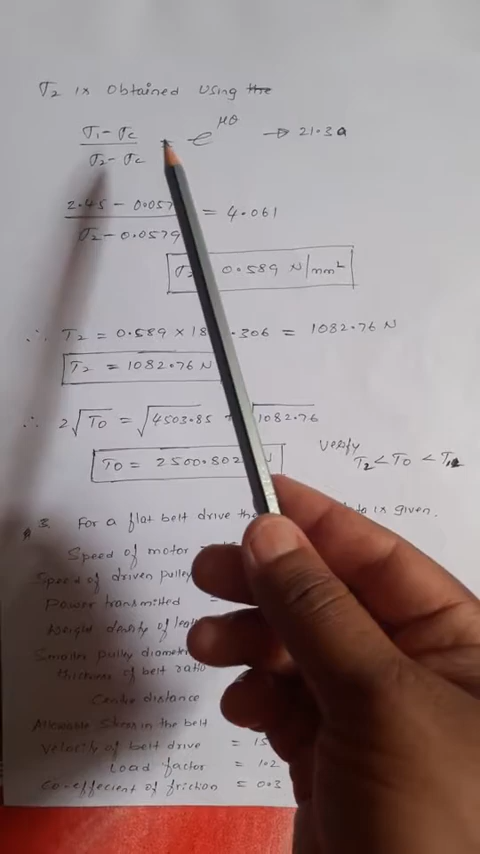 σ2 is obtained using the
σ1 - σc / σ2 - σc = e^μθ → 21.3a
2.45 - 0.057 / σ2 - 0.0579 = 4.061
0.589 N/mm²
∴ T2 = 0.589 × 18 .306 = 1082.76 N
T2 = 1082.76
∴ 2√T0 = √4503.85 √1082.76
T0 = 2500.802 N
Verify
T2 < T0 < T1
For a flat belt drive the is given.
Speed of motor
Speed of driven pulley
Power transmitted =
Weight density of
Smaller pulley diameter
thickness of belt ratio
Centre distance
Allowable Stress in the belt
Velocity of belt drive = 15
Load factor = 1.2
Co-effecient of friction = 0.3